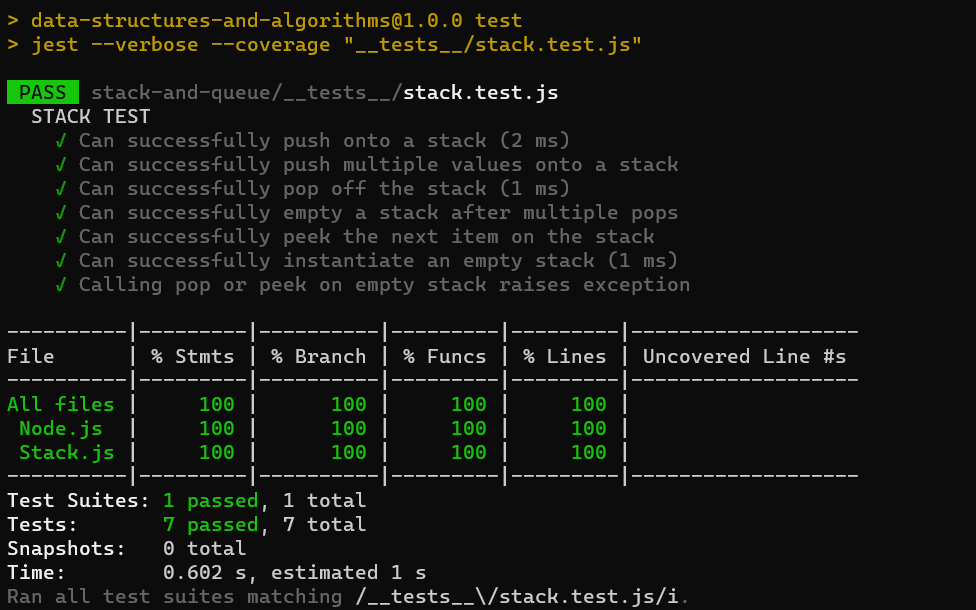 > data-structures-and-algorithms@1.0.0 test
> jest --verbose --coverage "__tests__/stack.test.js"
PASS stack-and-queue/__tests__/stack.test.js
STACK TEST
√ Can successfully push onto a stack (2 ms)
√ Can successfully push multiple values onto a stack
√ Can successfully pop off the stack (1 ms)
√ Can successfully empty a stack after multiple pops
√ Can successfully peek the next item on the stack
√ Can successfully instantiate an empty stack (1 ms)
√ Calling pop or peek on empty stack raises exception
----------|---------|----------|---------|---------|-------------------
File      | % Stmts | % Branch | % Funcs | % Lines | Uncovered Line #s
----------|---------|----------|---------|---------|-------------------
All files |     100 |      100 |     100 |     100 |
 Node.js  |     100 |      100 |     100 |     100 |
 Stack.js |     100 |      100 |     100 |     100 |
----------|---------|----------|---------|---------|-------------------
Test Suites: 1 passed, 1 total
Tests:       7 passed, 7 total
Snapshots:   0 total
Time:        0.602 s, estimated 1 s
Ran all test suites matching /__tests__\/stack.test.js/i.